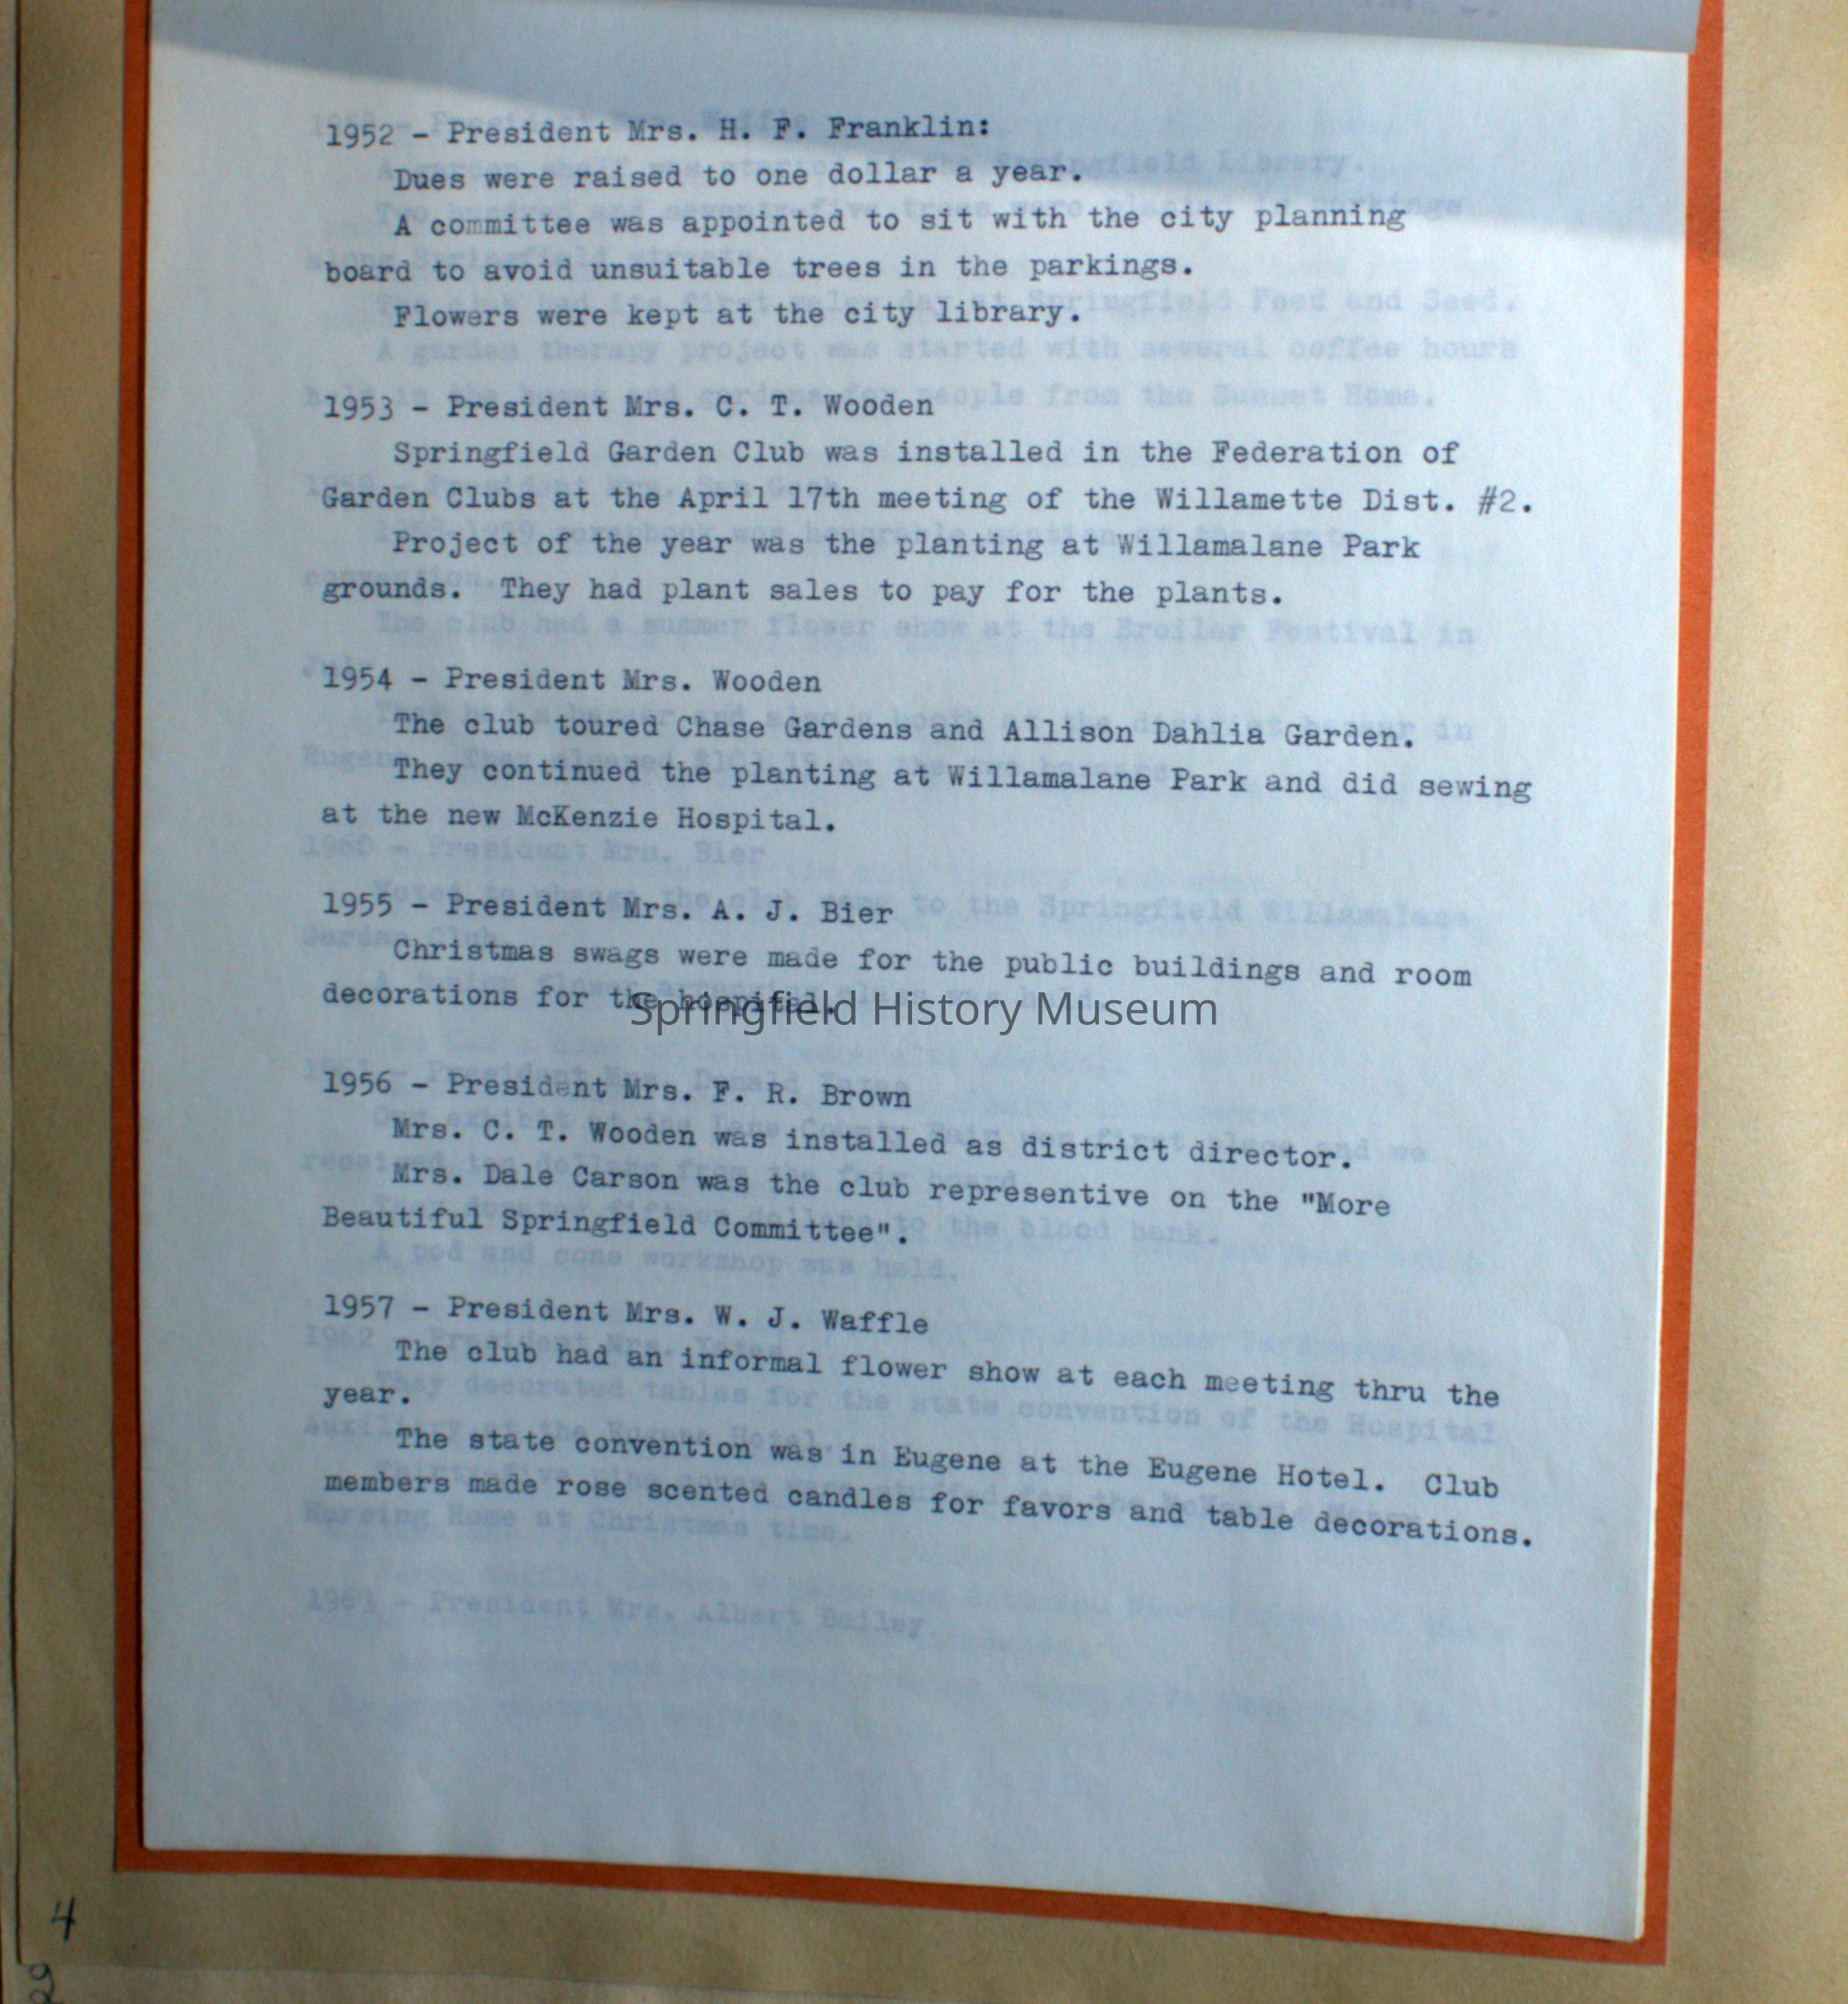 1952 - President Mrs. H. F. Franklin:
Dues were raised to one dollar a year.
A committee was appointed to sit with the city planning
board to avoid unsuitable trees in the parkings.
Flowers were kept at the city library.
1953 - President Mrs. C. T. Wooden
Springfield Garden Club was installed in the Federation of
Garden Clubs at the April 17th meeting of the Willamette Dist. #2.
Project of the year was the planting at Willamalane Park
grounds. They had plant sales to pay for the plants.
1954 - President Mrs. Wooden
The club toured Chase Gardens and Allison Dahlia Garden.
They continued the planting at Willamalane Park and did sewing
at the new McKenzie Hospital.
1955 - President Mrs. A. J. Bier
Christmas swags were made for the public buildings and room
decorations for the hospital.
Springfield History Museum
1956 - President Mrs. F. R. Brown
Mrs. C. T. Wooden was installed as district director.
Mrs. Dale Carson was the club representive on the "More
Beautiful Springfield Committee".
1957 - President Mrs. W. J. Waffle
The club had an informal flower show at each meeting thru the
year.
The state convention was in Eugene at the Eugene Hotel. Club
members made rose scented candles for favors and table decorations.
4
2